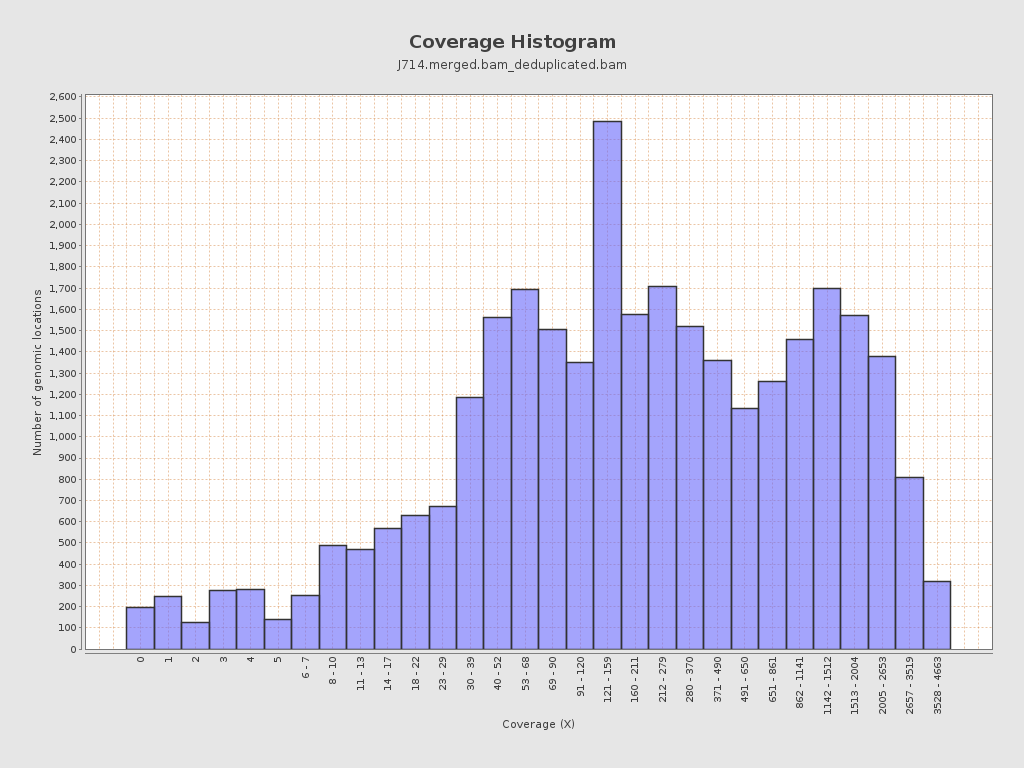 Coverage Histogram
J714.merged.bam_deduplicated.bam
2,600
2,500
2,400
2,300
2,200
2,100
2,000
1,900
1,800
1,700
1,600
1,500
1,400
1,300
1,200
1,100
1,000
900
800
700
600
500
400
300
200
100
0
Number of genomic locations
0
1
2
3
4
5
6 - 7
8 - 10
11 - 13
14 - 17
18 - 22
23 - 29
30 - 39
40 - 52
53 - 68
69 - 90
91 - 120
121 - 159
160 - 211
212 - 279
280 - 370
371 - 490
491 - 650
651 - 861
862 - 1141
1142 - 1512
1513 - 2004
2005 - 2653
2657 - 3519
3528 - 4663
Coverage (X)